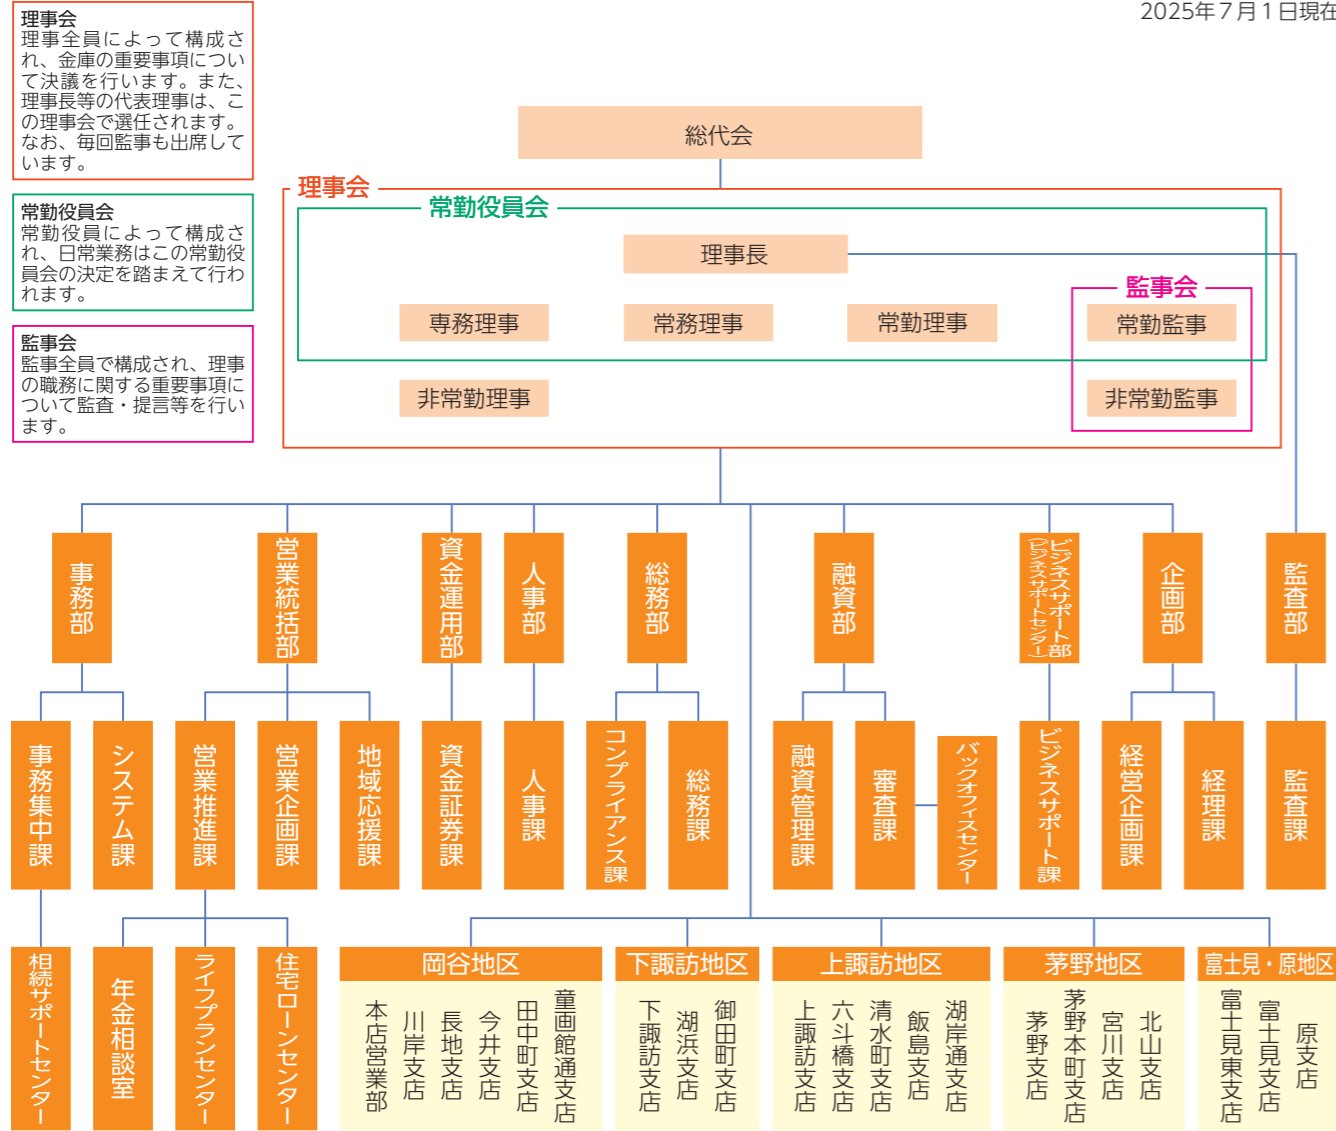 2025年7月1日現在
理事会
理事全員によって構成さ
れ、金庫の重要事項につい
て決議を行います。また、
理事長等の代表理事は、こ
の理事会で選任されます。
なお、毎回監事も出席して
います。
常勤役員会
常勤役員によって構成さ
れ、日常業務はこの常勤役
員会の決定を踏まえて行わ
れます。
監事会
監事全員で構成され、理事
の職務に関する重要事項に
ついて監査・提言等を行い
ます。
総代会
理事会
常勤役員会
理事長
監事会
専務理事
常務理事
常勤理事
常勤監事
非常勤理事
非常勤監事
事務部
営業統括部
資金運用部
人事部
総務部
融資部
ビジネスサポート部
(ビジネスサポートセンター)
企画部
監査部
事務集中課
システム課
営業推進課
営業企画課
地域応援課
資金証券課
人事課
コンプライアンス課
総務課
融資管理課
審査課
バックオフィスセンター
ビジネスサポート課
経営企画課
経理課
監査課
相続サポートセンター
年金相談室
ライフプランセンター
住宅ローンセンター
岡谷地区
本店営業部
川岸支店
長地支店
今井支店
田中町支店
童画館通支店
下諏訪地区
下諏訪支店
湖浜支店
御田町支店
上諏訪地区
上諏訪支店
六斗橋支店
清水町支店
飯島支店
湖岸通支店
茅野地区
茅野支店
茅野本町支店
宮川支店
北山支店
富士見・原地区
富士見東支店
富士見支店
原支店